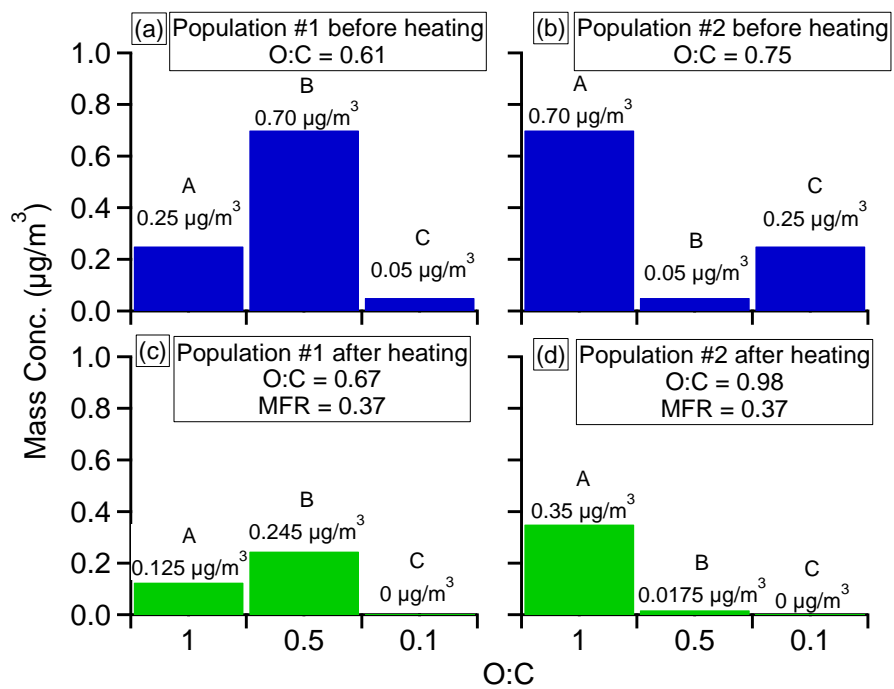 (a) Population #1 before heating
O:C = 0.61
(b) Population #2 before heating
O:C = 0.75
Mass Conc. (µg/m³)
1.0
0.8
0.6
0.4
0.2
0.0
A
0.25 µg/m³
B
0.70 µg/m³
C
0.05 µg/m³
A
0.70 µg/m³
B
0.05 µg/m³
C
0.25 µg/m³
(c) Population #1 after heating
O:C = 0.67
MFR = 0.37
(d) Population #2 after heating
O:C = 0.98
MFR = 0.37
1.0
0.8
0.6
0.4
0.2
0.0
A
0.125 µg/m³
B
0.245 µg/m³
C
0 µg/m³
A
0.35 µg/m³
B
0.0175 µg/m³
C
0 µg/m³
1 0.5 0.1 1 0.5 0.1
O:C